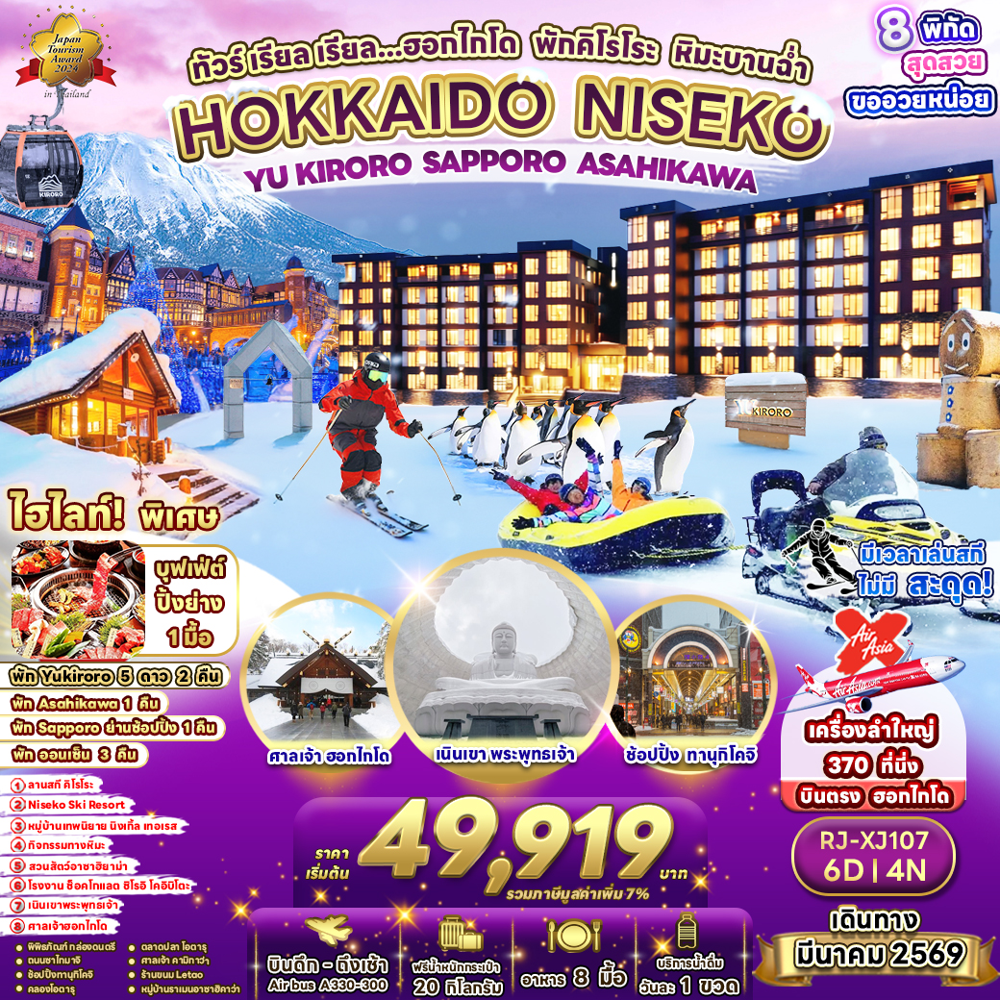 Japan
Tourism
Award
2024
in Thailand
ทัวร์ เรียล เรียล...ฮอกไกโด พักคิโรโระ หิมะบานฉ่ำ
HOKKAIDO NISEKO
YU KIRORO SAPPORO ASAHIKAWA
8 พิกัด
สุดสวย
ขออวยหน่อย
KIRORO
KIRORO
ไฮไลท์! พิเศษ
บุฟเฟ่ต์
ปิ้งย่าง
1 มื้อ
พัก Yukiroro 5 ดาว 2 คืน
พัก Asahikawa 1 คืน
พัก Sapporo ย่านช้อปปิ้ง 1 คืน
พัก ออนเซ็น 3 คืน
มีเวลาเล่นสกี
ไม่มี สะดุด!
ศาลเจ้า ฮอกไกโด
เนินเขา พระพุทธเจ้า
ช้อปปิ้ง ทานุกิโคจิ
Air
Asia
AirAsia
เครื่องลำใหญ่
370 ที่นั่ง
บินตรง ฮอกไกโด
1 ลานสกี คิโรโระ
2 Niseko Ski Resort
3 หมู่บ้านเทพนิยาย นิงเกิ้ล เทอเรส
4 กิจกรรมทางหิมะ
5 สวนสัตว์อาซาฮิยาม่า
6 โรงงาน ช็อคโกแลต ชิโรอิ โคอิบิโตะ
7 เนินเขาพระพุทธเจ้า
8 ศาลเจ้าฮอกไกโด
พิพิธภัณฑ์ กล่องดนตรี
ถนนซาไกมาจิ
ช้อปปิ้งทานุกิโคจิ
คลองโอตารุ
ตลาดปลา โอตารุ
ศาลเจ้า คามิกาว่า
ร้านขนม Letao
หมู่บ้านราเมนอาซาฮิคาว่า
ราคา
เริ่มต้น
49,919
บาท
รวมภาษีมูลค่าเพิ่ม 7%
RJ-XJ107
6D | 4N
เดินทาง
มีนาคม 2569
บินดึก - ถึงเช้า
Air bus A330-300
ฟรีน้ำหนักกระเป๋า
20 กิโลกรัม
อาหาร 8 มื้อ
บริการน้ำดื่ม
วันละ 1 ขวด